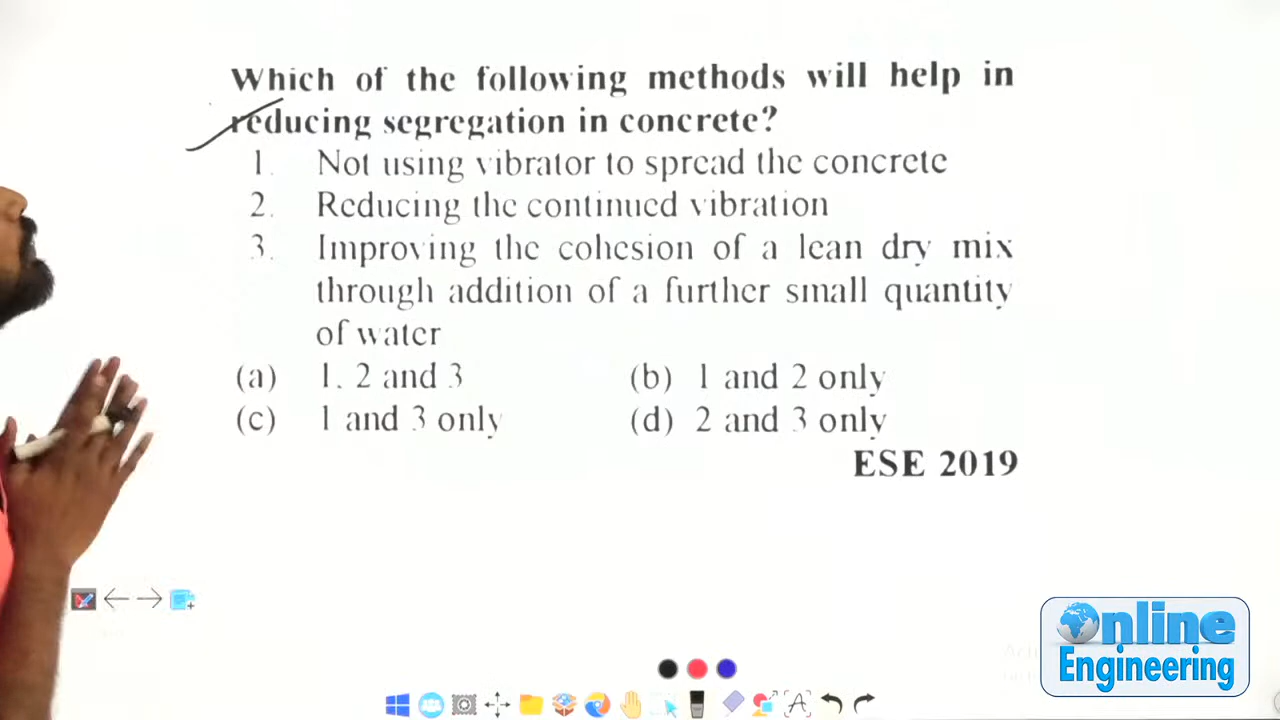 Which of the following methods will help in
reducing segregation in concrete?
1. Not using vibrator to spread the concrete
2. Reducing the continued vibration
3. Improving the cohesion of a lean dry mix
through addition of a further small quantity
of water
(a) 1, 2 and 3 (b) 1 and 2 only
(c) 1 and 3 only (d) 2 and 3 only
ESE 2019
Online
Engineering